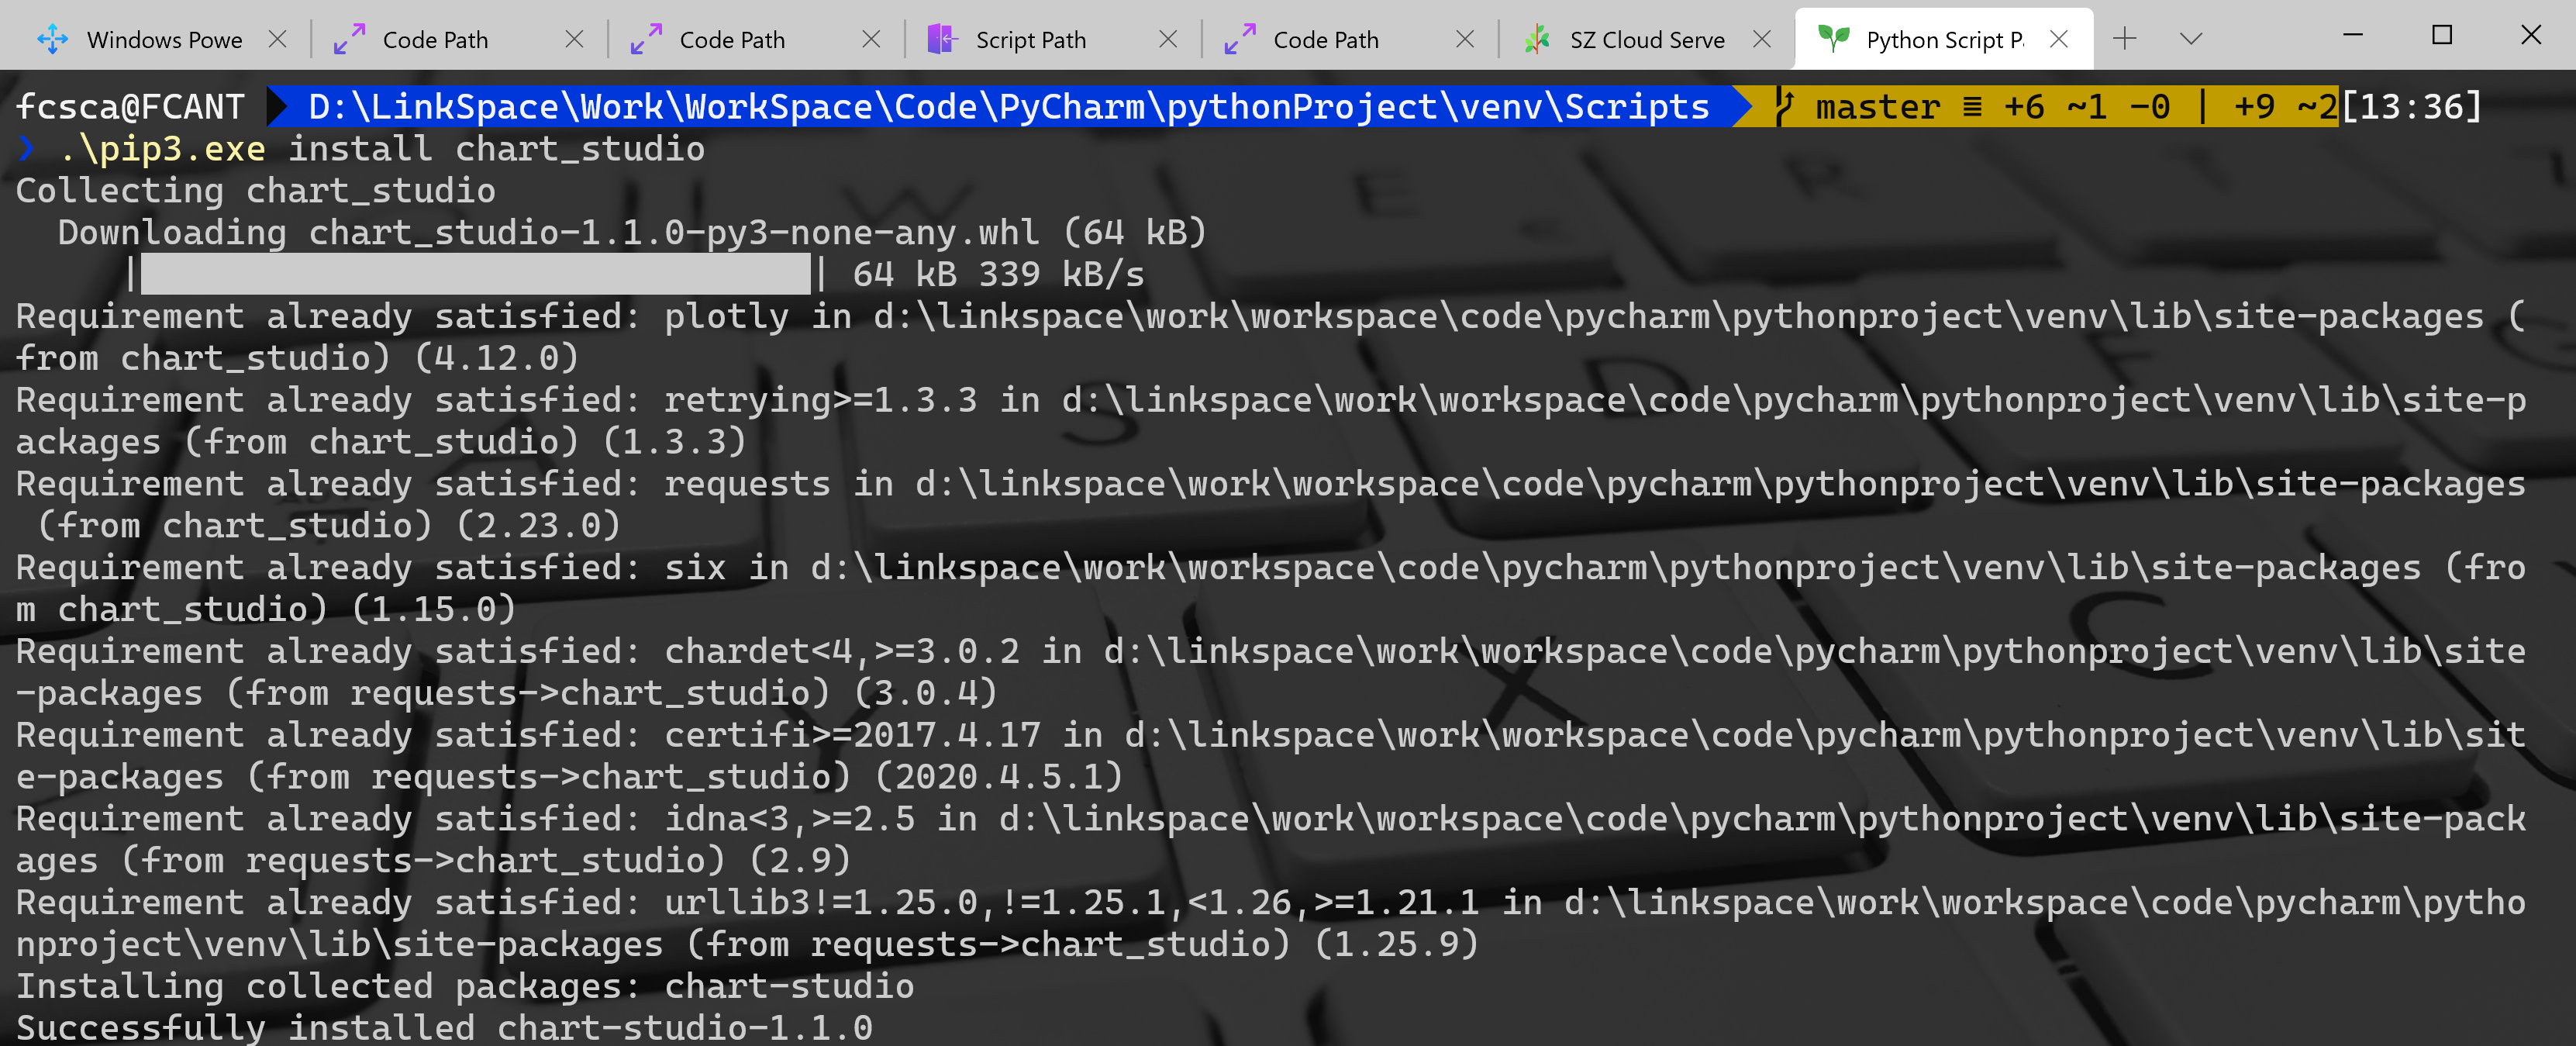 Windows Powe
Code Path
Code Path
Script Path
Code Path
SZ Cloud Serve
Python Script P
fcsca@FCANT D:\LinkSpace\Work\WorkSpace\Code\PyCharm\pythonProject\venv\Scripts master ≡ +6 ~1 -0 | +9 ~2[13:36]
❯ .\pip3.exe install chart_studio
Collecting chart_studio
  Downloading chart_studio-1.1.0-py3-none-any.whl (64 kB)
     |████████████████████████████████| 64 kB 339 kB/s
Requirement already satisfied: plotly in d:\linkspace\work\workspace\code\pycharm\pythonproject\venv\lib\site-packages (
from chart_studio) (4.12.0)
Requirement already satisfied: retrying>=1.3.3 in d:\linkspace\work\workspace\code\pycharm\pythonproject\venv\lib\site-p
ackages (from chart_studio) (1.3.3)
Requirement already satisfied: requests in d:\linkspace\work\workspace\code\pycharm\pythonproject\venv\lib\site-packages
 (from chart_studio) (2.23.0)
Requirement already satisfied: six in d:\linkspace\work\workspace\code\pycharm\pythonproject\venv\lib\site-packages (fro
m chart_studio) (1.15.0)
Requirement already satisfied: chardet<4,>=3.0.2 in d:\linkspace\work\workspace\code\pycharm\pythonproject\venv\lib\site
-packages (from requests->chart_studio) (3.0.4)
Requirement already satisfied: certifi>=2017.4.17 in d:\linkspace\work\workspace\code\pycharm\pythonproject\venv\lib\sit
e-packages (from requests->chart_studio) (2020.4.5.1)
Requirement already satisfied: idna<3,>=2.5 in d:\linkspace\work\workspace\code\pycharm\pythonproject\venv\lib\site-pack
ages (from requests->chart_studio) (2.9)
Requirement already satisfied: urllib3!=1.25.0,!=1.25.1,<1.26,>=1.21.1 in d:\linkspace\work\workspace\code\pycharm\pytho
nproject\venv\lib\site-packages (from requests->chart_studio) (1.25.9)
Installing collected packages: chart-studio
Successfully installed chart-studio-1.1.0